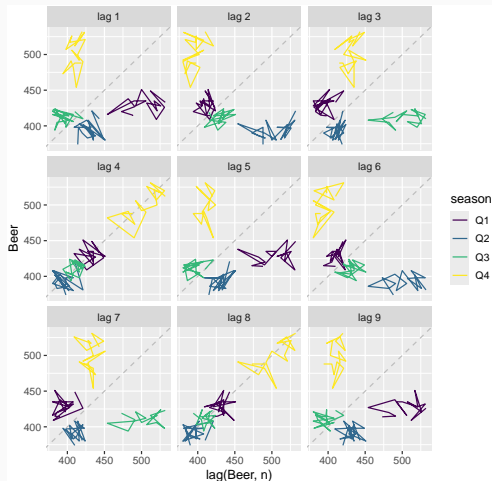 lag 1 lag 2 lag 3
500
450
400
lag 4 lag 5 lag 6
500
450
400
lag 7 lag 8 lag 9
500
450
400
400 450 500 400 450 500 400 450 500
lag(Beer, n)
Beer
season
Q1
Q2
Q3
Q4